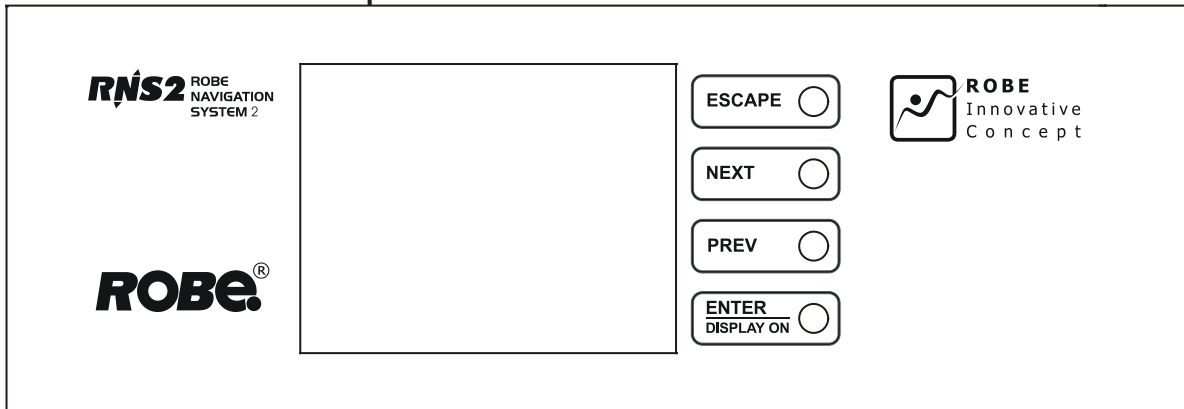 RNS2
ROBE
NAVIGATION
SYSTEM 2
ROBE®
ESCAPE
NEXT
PREV
ENTER
DISPLAY ON
ROBE
Innovative
Concept